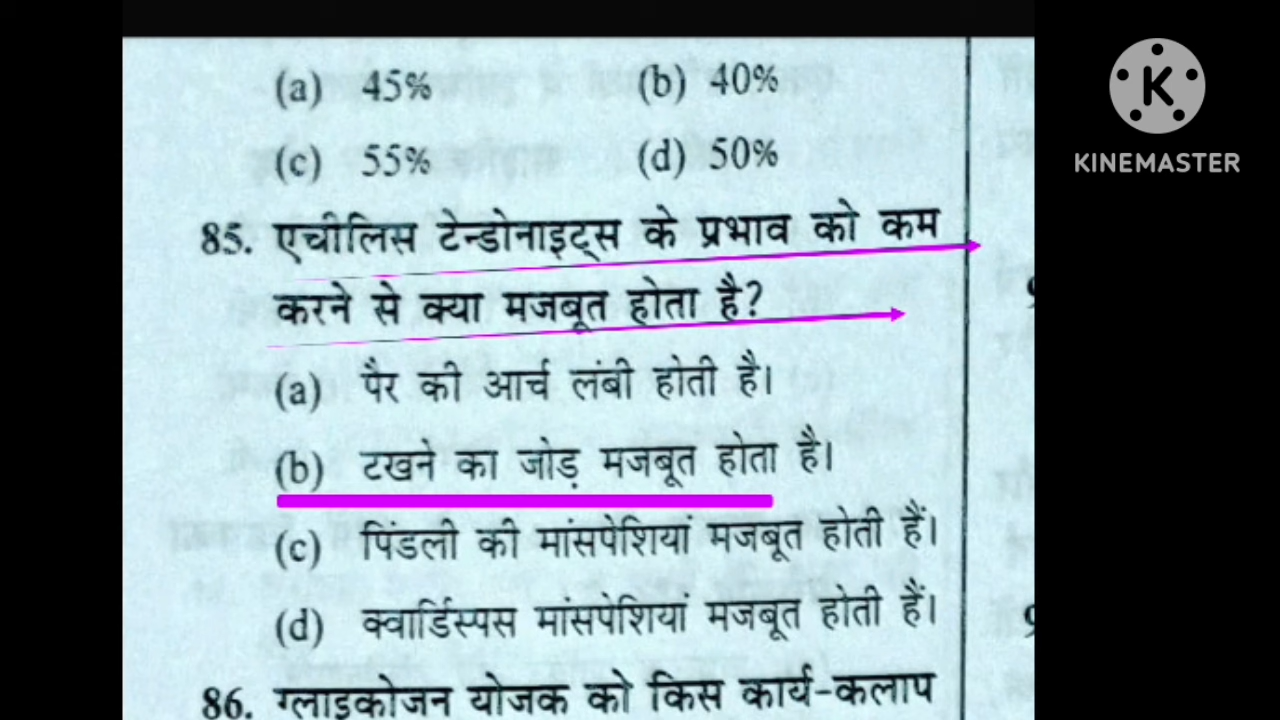 (a) 45% (b) 40%
(c) 55% (d) 50%
85. एचीलिस टेन्डोनाइट्स के प्रभाव को कम
करने से क्या मजबूत होता है?
(a) पैर की आर्च लंबी होती है।
(b) टखने का जोड़ मजबूत होता है।
(c) पिंडली की मांसपेशियां मजबूत होती हैं।
(d) क्वार्डिस्पस मांसपेशियां मजबूत होती हैं।
86. ग्लाइकोजन योजक को किस कार्य-कलाप
K
KINEMASTER